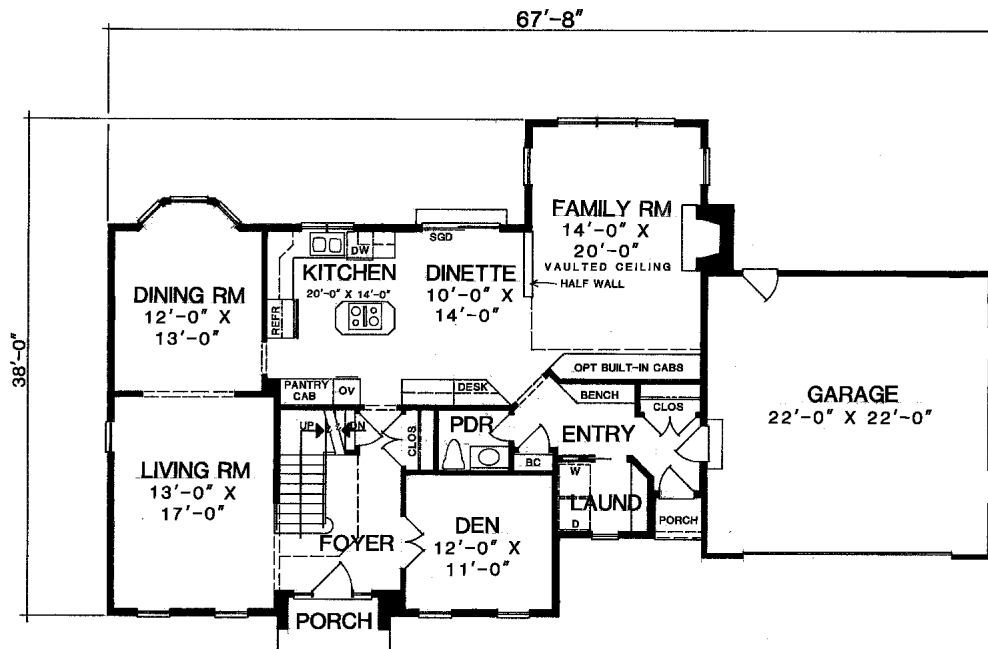 67'-8"
38'-0"
FAMILY RM
14'-0" X
20'-0"
VAULTED CEILING
HALF WALL
SGD
DW
KITCHEN
20'-0" X 14'-0"
DINETTE
10'-0" X
14'-0"
REFR
DINING RM
12'-0" X
13'-0"
OPT BUILT-IN CABS
PANTRY
CAB
OV
DESK
BENCH
CLOS
GARAGE
22'-0" X 22'-0"
UP
DN
CLOS
PDR
ENTRY
BC
LIVING RM
13'-0" X
17'-0"
W
LAUND
D
PORCH
FOYER
DEN
12'-0" X
11'-0"
PORCH